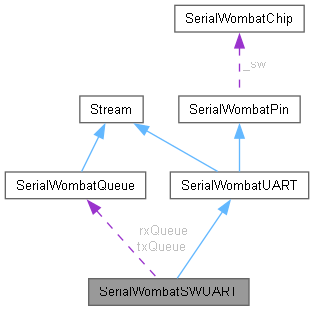 SerialWombatChip
_sw
Stream
SerialWombatPin
SerialWombatQueue
SerialWombatUART
rxQueue
txQueue
SerialWombatSWUART